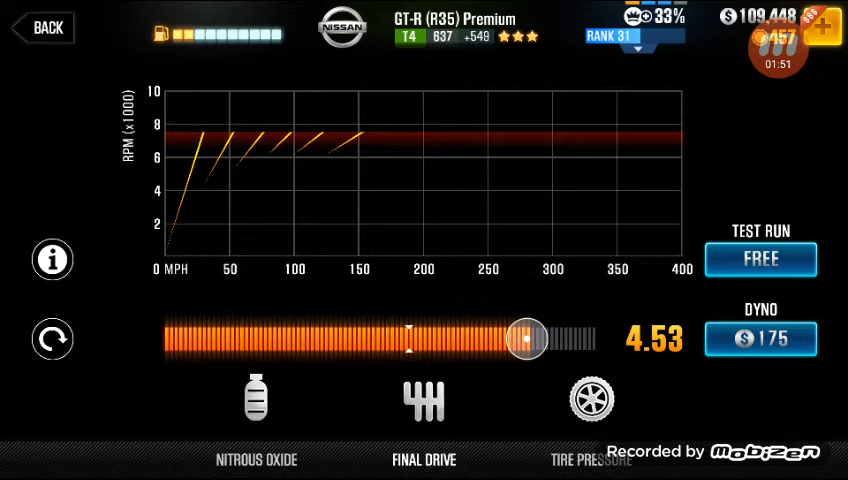 BACK
NISSAN
GT-R (R35) Premium
T4 637 +549
33%
RANK 31
$ 109,448
457
01:51
RPM (x1000)
10
8
6
4
2
0 MPH 50 100 150 200 250 300 350 400
TEST RUN
FREE
DYNO
$ 175
4.53
NITROUS OXIDE
FINAL DRIVE
TIRE PRESSURE
Recorded by MOBIZEN